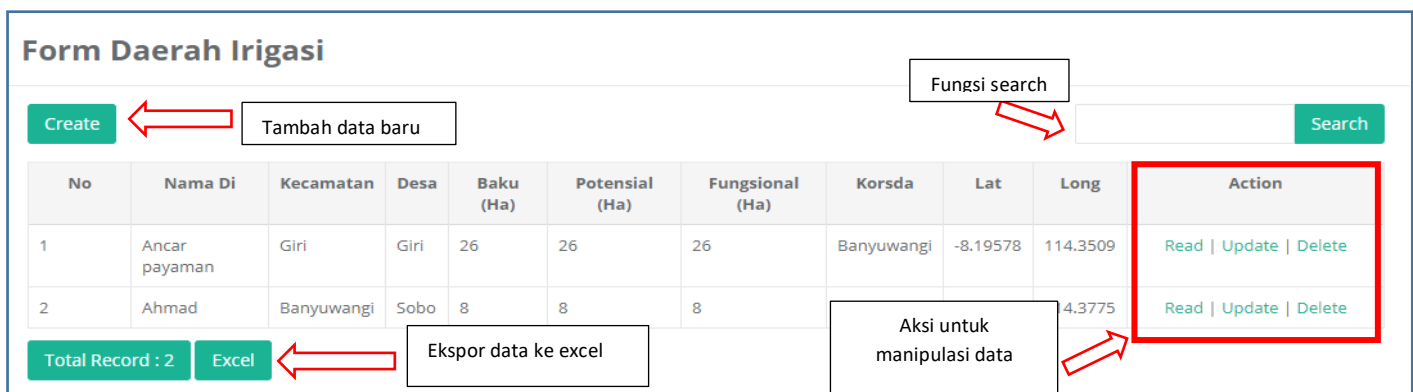 Form Daerah Irigasi
Fungsi search
Create
Tambah data baru
Search
No Nama Di Kecamatan Desa Baku (Ha) Potensial (Ha) Fungsional (Ha) Korsda Lat Long Action
1 Ancar payaman Giri Giri 26 26 26 Banyuwangi -8.19578 114.3509 Read | Update | Delete
2 Ahmad Banyuwangi Sobo 8 8 8 14.3775 Read | Update | Delete
Aksi untuk
manipulasi data
Total Record : 2 Excel
Ekspor data ke excel